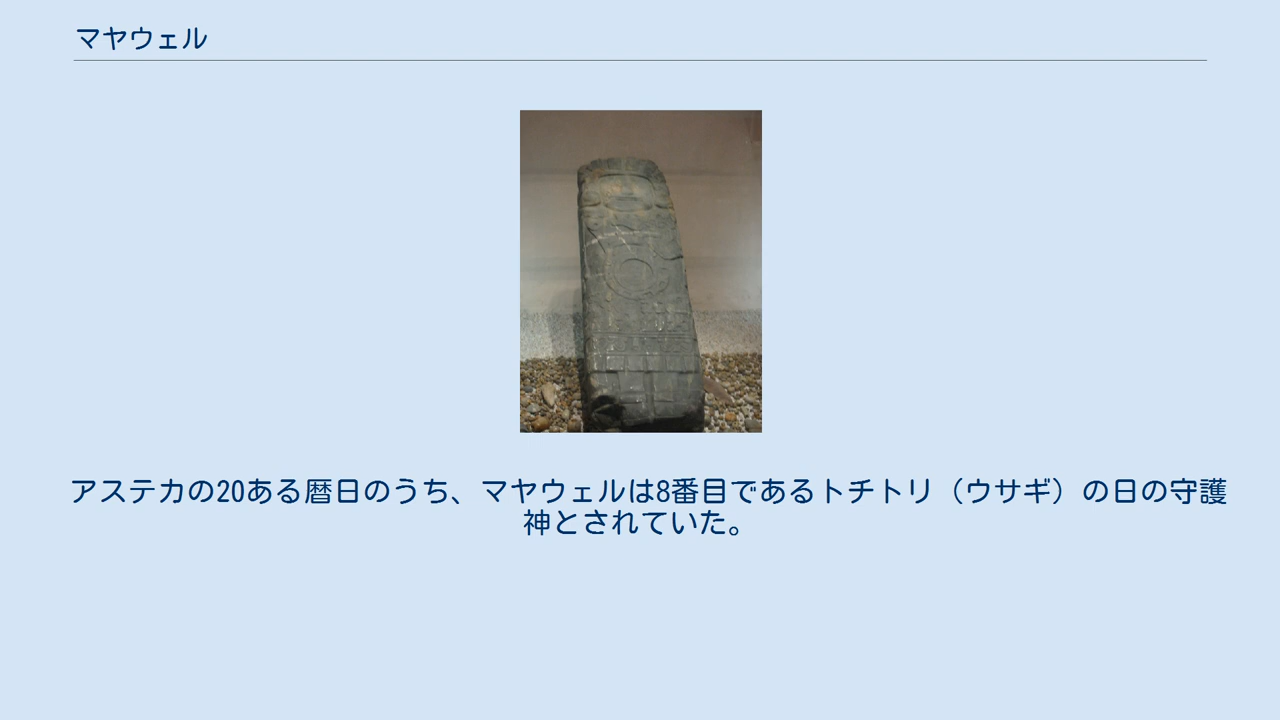 マヤウェル
アステカの20ある暦日のうち、マヤウェルは8番目であるトチトリ（ウサギ）の日の守護
神とされていた。